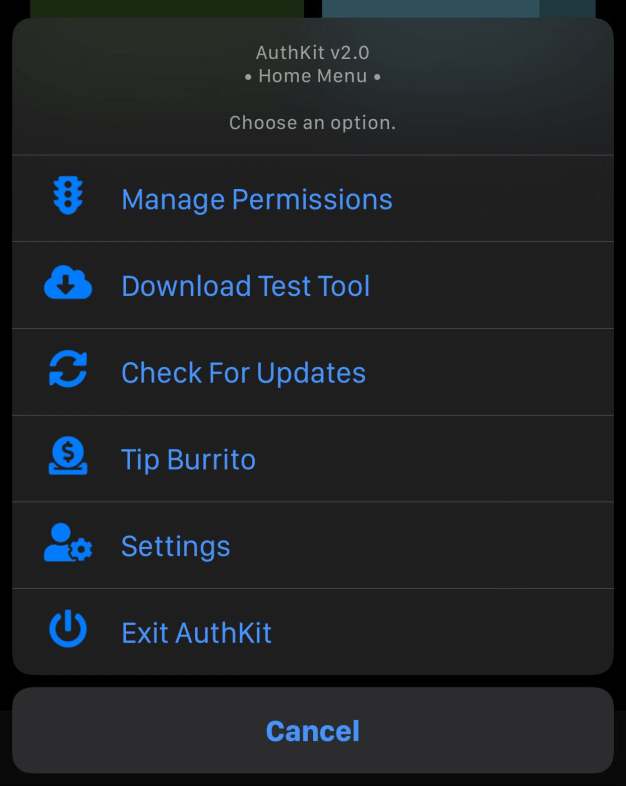 AuthKit v2.0
• Home Menu •
Choose an option.
Manage Permissions
Download Test Tool
Check For Updates
Tip Burrito
Settings
Exit AuthKit
Cancel